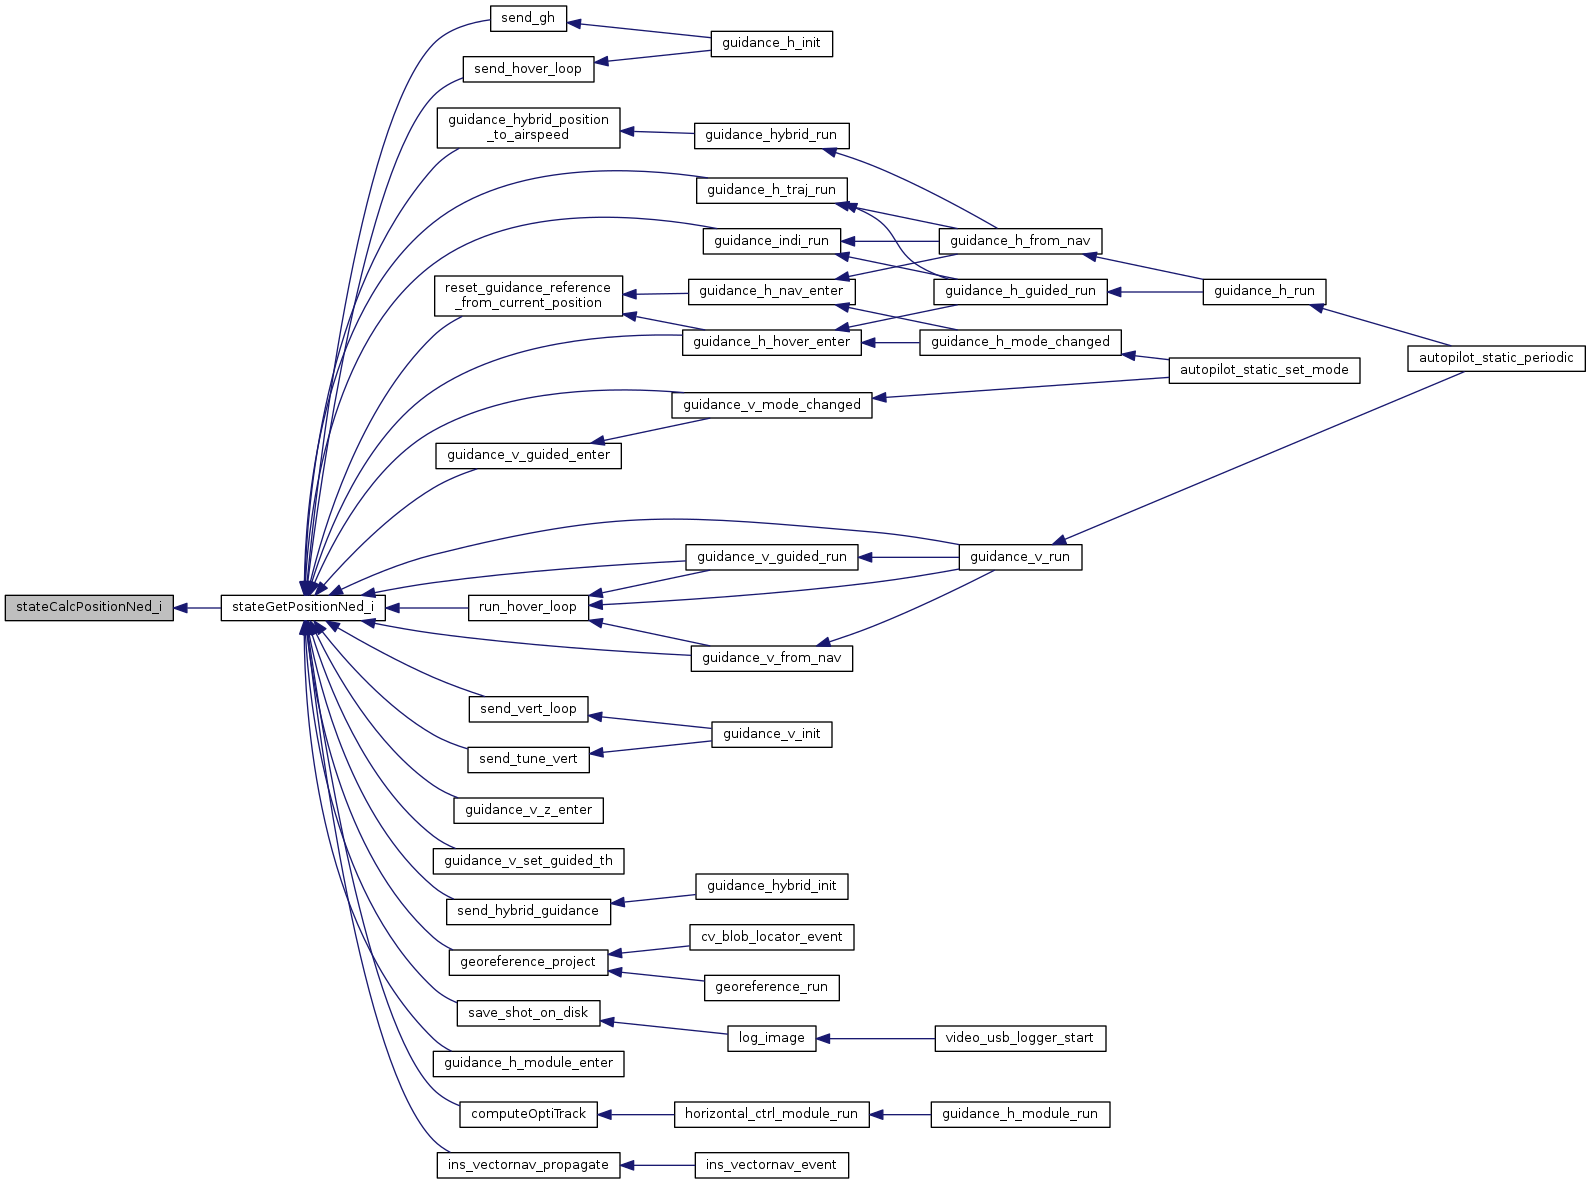 send_gh
guidance_h_init
send_hover_loop
guidance_hybrid_position
_to_airspeed
guidance_hybrid_run
guidance_h_traj_run
guidance_indi_run
guidance_h_from_nav
reset_guidance_reference
_from_current_position
guidance_h_nav_enter
guidance_h_guided_run
guidance_h_run
guidance_h_hover_enter
guidance_h_mode_changed
autopilot_static_periodic
autopilot_static_set_mode
guidance_v_mode_changed
guidance_v_guided_enter
guidance_v_guided_run
guidance_v_run
stateCalcPositionNed_i
stateGetPositionNed_i
run_hover_loop
guidance_v_from_nav
send_vert_loop
guidance_v_init
send_tune_vert
guidance_v_z_enter
guidance_v_set_guided_th
guidance_hybrid_init
send_hybrid_guidance
cv_blob_locator_event
georeference_project
georeference_run
save_shot_on_disk
log_image
video_usb_logger_start
guidance_h_module_enter
computeOptiTrack
horizontal_ctrl_module_run
guidance_h_module_run
ins_vectornav_propagate
ins_vectornav_event